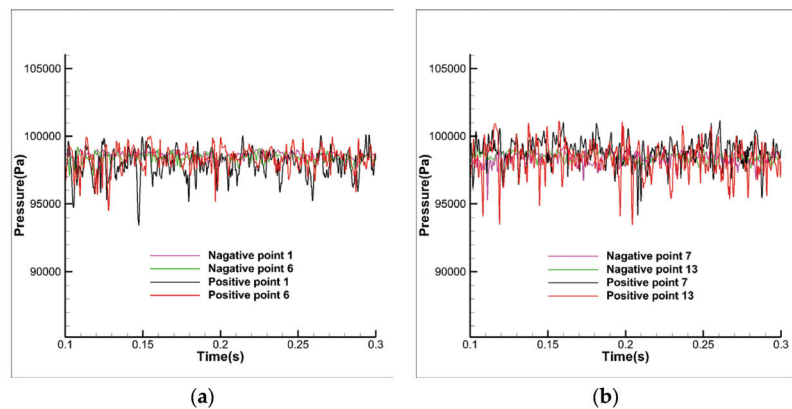 105000
100000
95000
90000
Pressure(Pa)
Nagative point 1
Nagative point 6
Positive point 1
Positive point 6
0.1 0.15 0.2 0.25 0.3
Time(s)
(a)
105000
100000
95000
90000
Pressure(Pa)
Nagative point 7
Nagative point 13
Positive point 7
Positive point 13
0.1 0.15 0.2 0.25 0.3
Time(s)
(b)